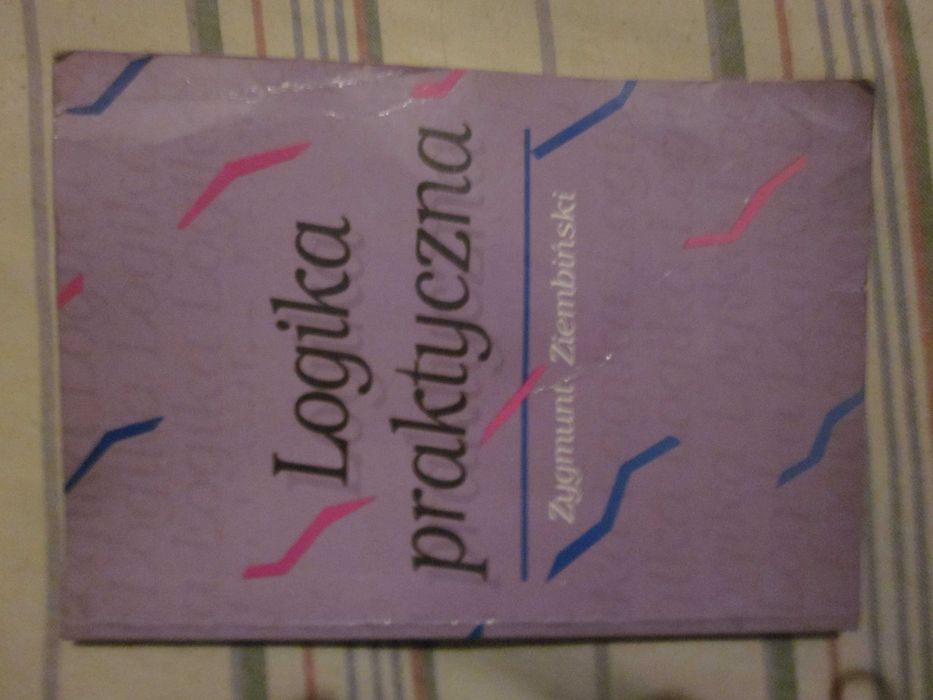 Logika
praktyczna
Zygmunt Ziembiński